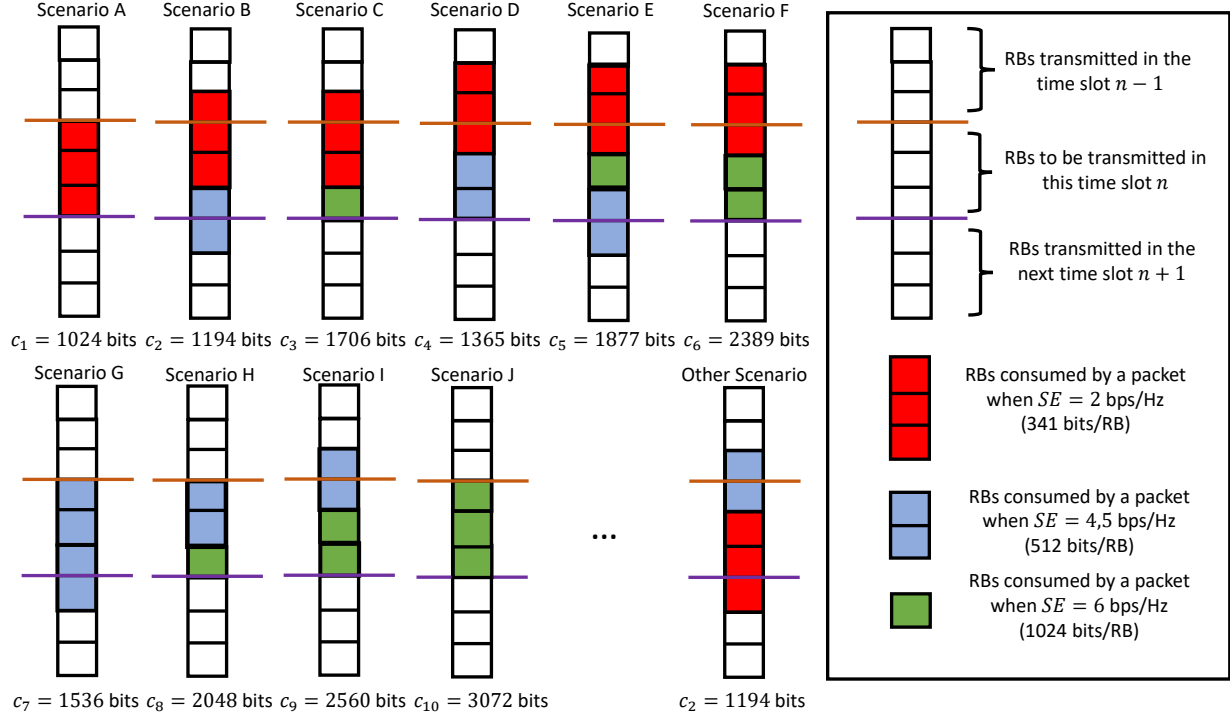 Scenario A
Scenario B
Scenario C
Scenario D
Scenario E
Scenario F
c₁ = 1024 bits
c₂ = 1194 bits
c₃ = 1706 bits
c₄ = 1365 bits
c₅ = 1877 bits
c₆ = 2389 bits
Scenario G
Scenario H
Scenario I
Scenario J
Other Scenario
...
c₇ = 1536 bits
c₈ = 2048 bits
c₉ = 2560 bits
c₁₀ = 3072 bits
c₂ = 1194 bits
RBs transmitted in the
time slot n − 1
RBs to be transmitted in
this time slot n
RBs transmitted in the
next time slot n + 1
RBs consumed by a packet
when SE = 2 bps/Hz
(341 bits/RB)
RBs consumed by a packet
when SE = 4,5 bps/Hz
(512 bits/RB)
RBs consumed by a packet
when SE = 6 bps/Hz
(1024 bits/RB)